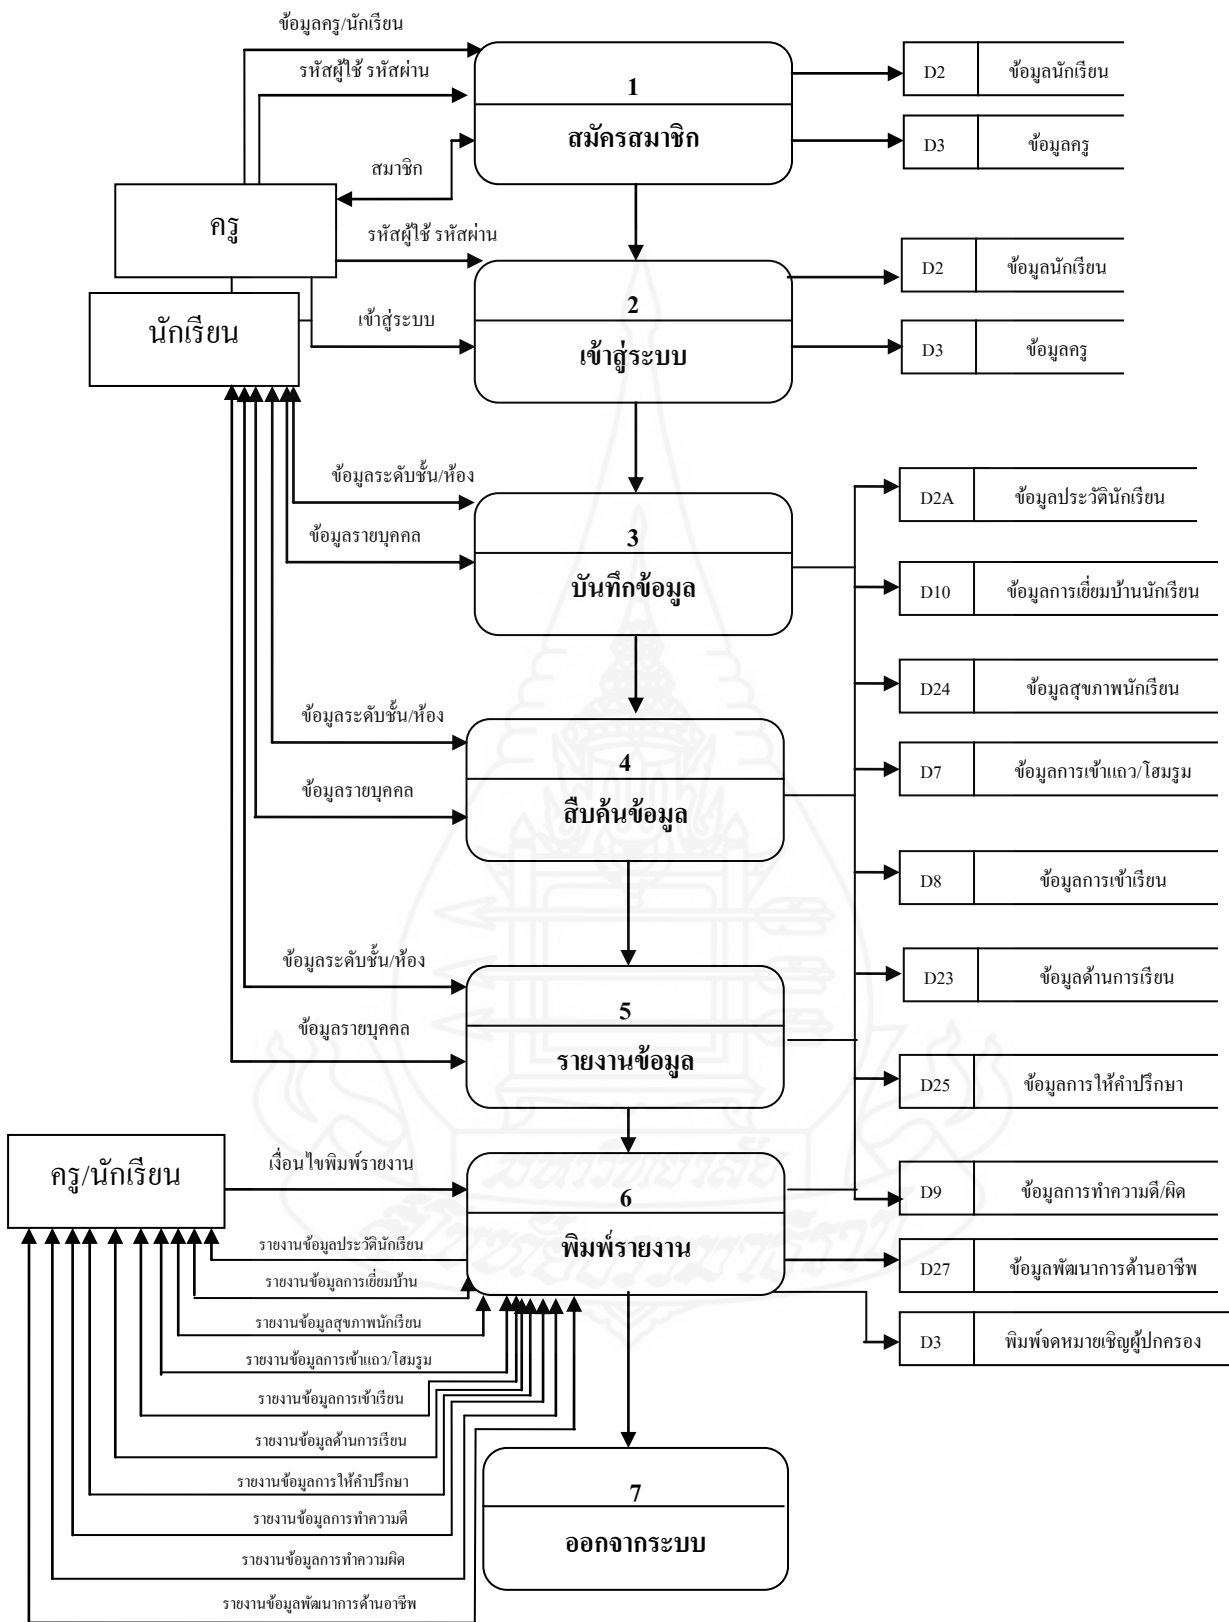 ข้อมูลครู/นักเรียน
รหัสผู้ใช้ รหัสผ่าน
1
สมัครสมาชิก
D2 ข้อมูลนักเรียน
D3 ข้อมูลครู
สมาชิก
ครู
รหัสผู้ใช้ รหัสผ่าน
นักเรียน
เข้าสู่ระบบ
2
เข้าสู่ระบบ
D2 ข้อมูลนักเรียน
D3 ข้อมูลครู
ข้อมูลระดับชั้น/ห้อง
ข้อมูลรายบุคคล
3
บันทึกข้อมูล
D2A ข้อมูลประวัตินักเรียน
D10 ข้อมูลการเยี่ยมบ้านนักเรียน
D24 ข้อมูลสุขภาพนักเรียน
ข้อมูลระดับชั้น/ห้อง
ข้อมูลรายบุคคล
4
สืบค้นข้อมูล
D7 ข้อมูลการเข้าแถว/โฮมรูม
D8 ข้อมูลการเข้าเรียน
D23 ข้อมูลด้านการเรียน
ข้อมูลระดับชั้น/ห้อง
ข้อมูลรายบุคคล
5
รายงานข้อมูล
D25 ข้อมูลการให้คำปรึกษา
ครู/นักเรียน
เงื่อนไขพิมพ์รายงาน
6
พิมพ์รายงาน
D9 ข้อมูลการทำความดี/ผิด
D27 ข้อมูลพัฒนาการด้านอาชีพ
D3 พิมพ์จดหมายเชิญผู้ปกครอง
รายงานข้อมูลประวัตินักเรียน
รายงานข้อมูลการเยี่ยมบ้าน
รายงานข้อมูลสุขภาพนักเรียน
รายงานข้อมูลการเข้าแถว/โฮมรูม
รายงานข้อมูลการเข้าเรียน
รายงานข้อมูลด้านการเรียน
รายงานข้อมูลการให้คำปรึกษา
รายงานข้อมูลการทำความดี
รายงานข้อมูลการทำความผิด
รายงานข้อมูลพัฒนาการด้านอาชีพ
7
ออกจากระบบ
มหาวิทยาลัย
สุโขทัยธรรมาธิราช